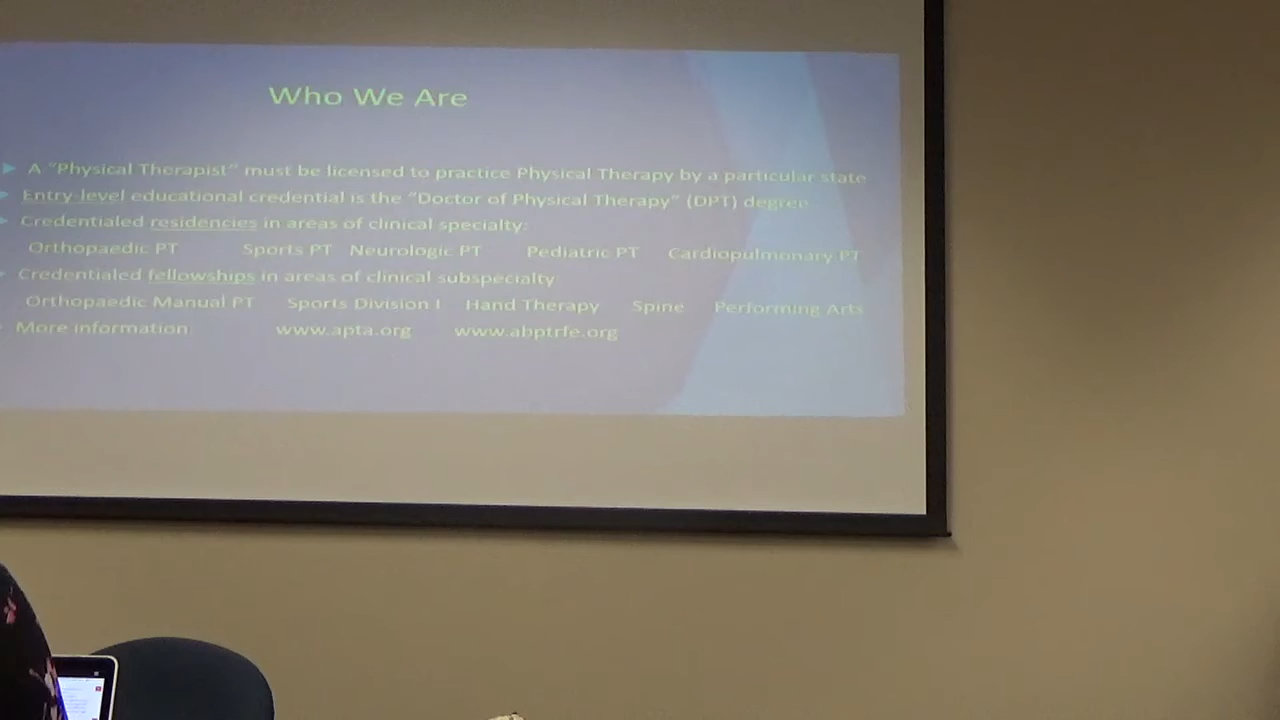 Who We Are
A "Physical Therapist" must be licensed to practice Physical Therapy by a particular state
Entry-level educational credential is the "Doctor of Physical Therapy" (DPT) degree
Credentialed residencies in areas of clinical specialty:
Orthopaedic PT Sports PT Neurologic PT Pediatric PT Cardiopulmonary PT
Credentialed fellowships in areas of clinical subspecialty
Orthopaedic Manual PT Sports Division I Hand Therapy Spine Performing Arts
More information: www.apta.org www.abptrfe.org